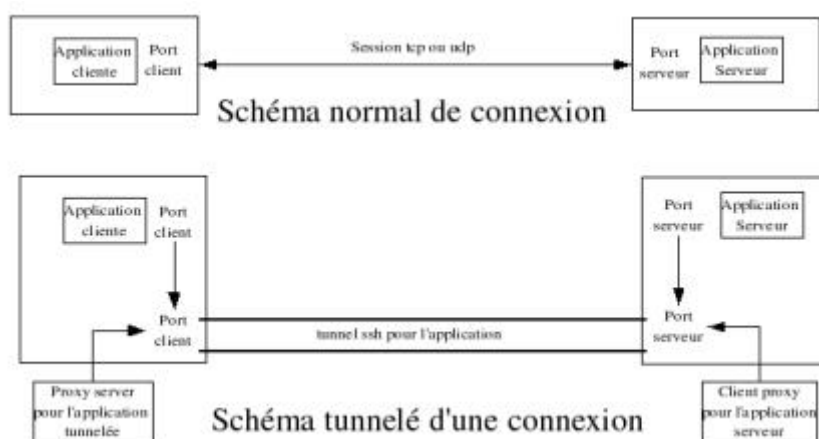 Application
cliente
Port
client
Session tcp ou udp
Port
serveur
Application
Serveur
Schéma normal de connexion
Application
cliente
Port
client
Port
serveur
Application
Serveur
Port
client
tunnel ssh pour l'application
Port
serveur
Proxy server
pour l'application
tunnelée
Schéma tunnelé d'une connexion
Client proxy
pour l'application
serveur